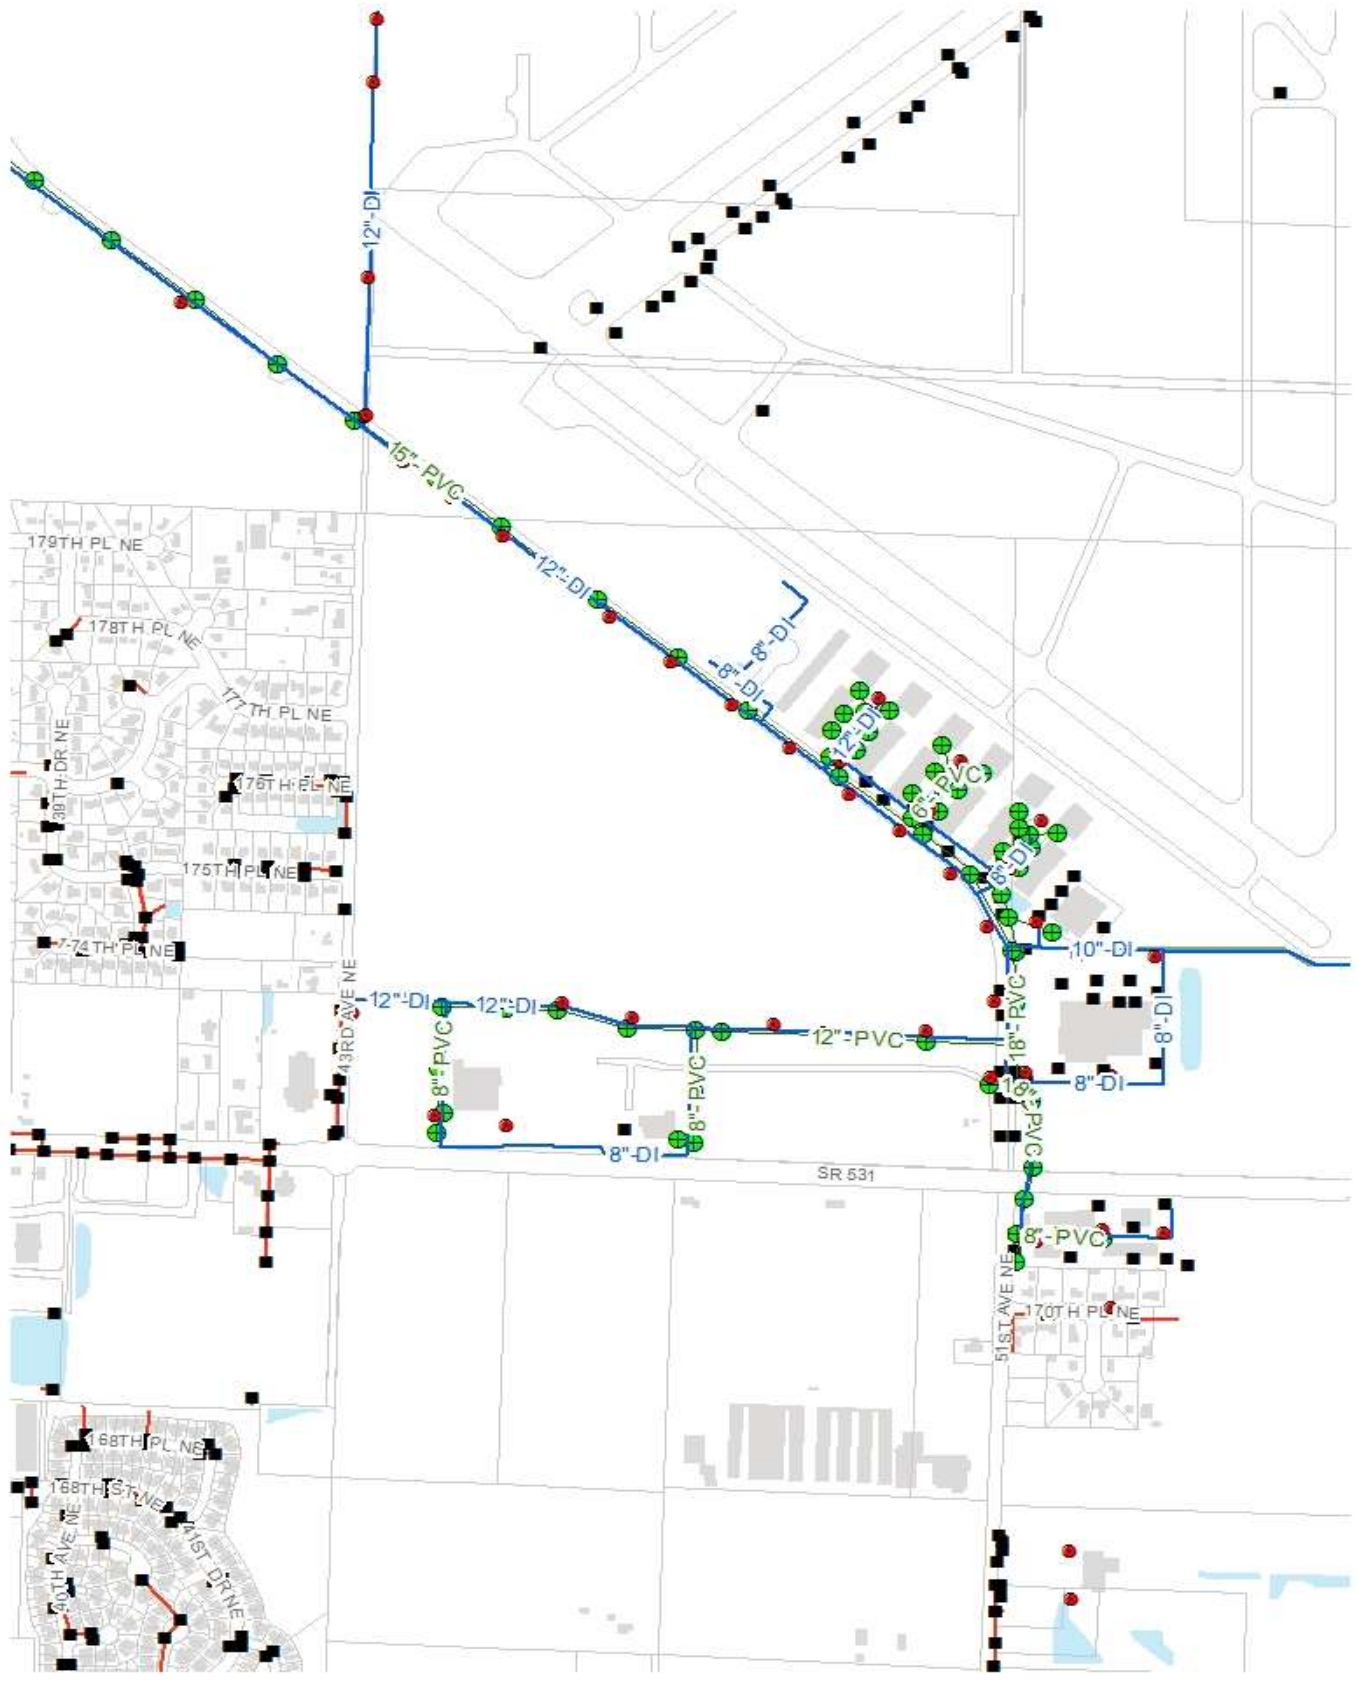 12"-DI
15"-PVC
179TH PL NE
12"-DI
178TH PL NE
8"-DI
8"-DI
177TH PL NE
39TH DR NE
12"-DI
176TH PL NE
6"-PVC
175TH PL NE
8"-DI
174TH PL NE
10"-DI
43RD AVE NE
12"-DI
12"-DI
18"-PVC
8"-DI
12"-PVC
8"-PVC
8"-PVC
8"-DI
18"-PVC
8"-DI
SR 531
8"-PVC
51ST AVE NE
170TH PL NE
168TH PL NE
168TH ST NE
40TH AVE NE
41ST DR NE